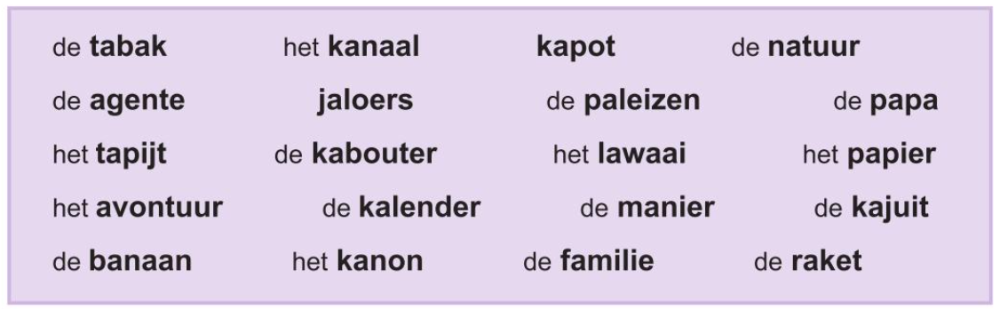 de tabak het kanaal kapot de natuur
de agente jaloers de paleizen de papa
het tapijt de kabouter het lawaai het papier
het avontuur de kalender de manier de kajuit
de banaan het kanon de familie de raket